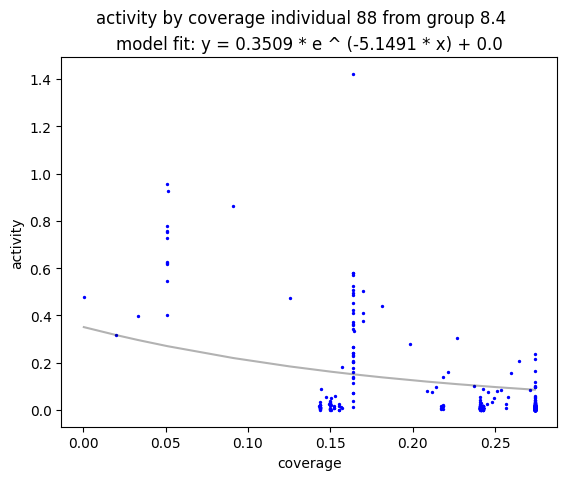 activity by coverage individual 88 from group 8.4
model fit: y = 0.3509 * e ^ (-5.1491 * x) + 0.0
1.4
1.2
1.0
0.8
0.6
0.4
0.2
0.0
activity
0.00 0.05 0.10 0.15 0.20 0.25
coverage